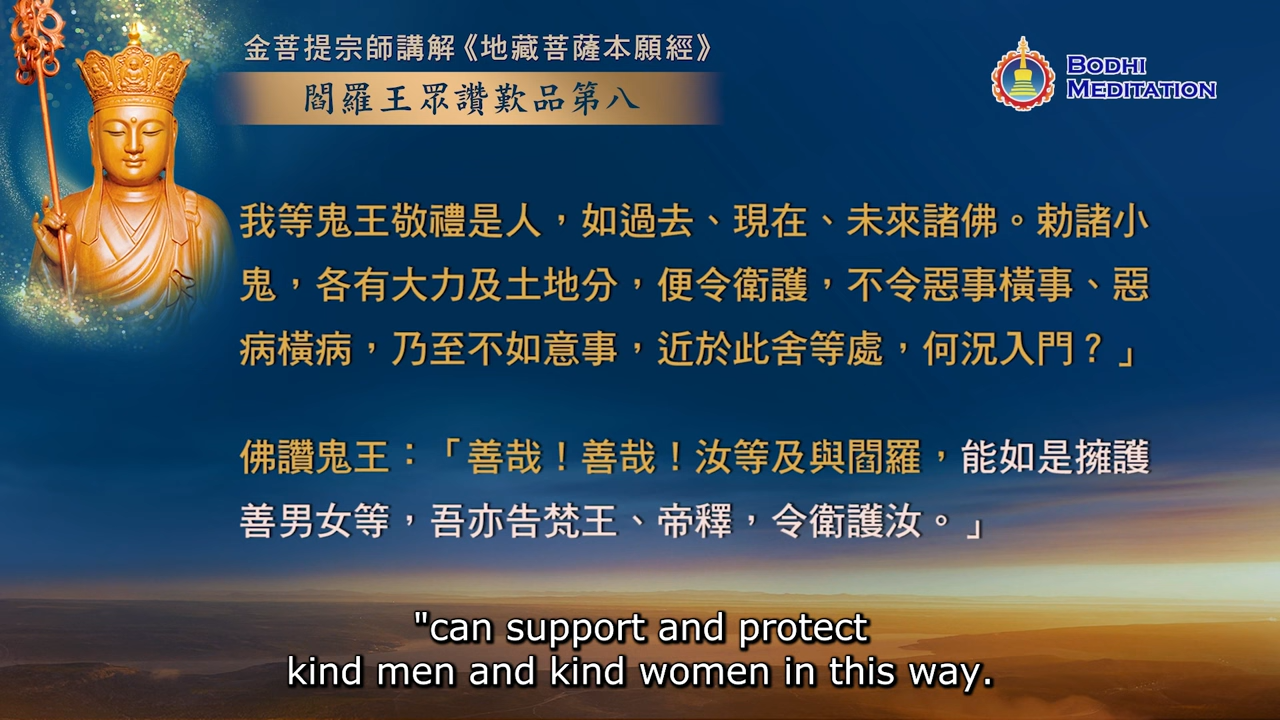 金菩提宗師講解《地藏菩薩本願經》
閻羅王眾讚歎品第八
BODHI
MEDITATION
我等鬼王敬禮是人，如過去、現在、未來諸佛。勅諸小
鬼，各有大力及土地分，便令衛護，不令惡事橫事、惡
病橫病，乃至不如意事，近於此舍等處，何況入門？」
佛讚鬼王：「善哉！善哉！汝等及與閻羅，能如是擁護
善男女等，吾亦告梵王、帝釋，令衛護汝。」
"can support and protect
kind men and kind women in this way.